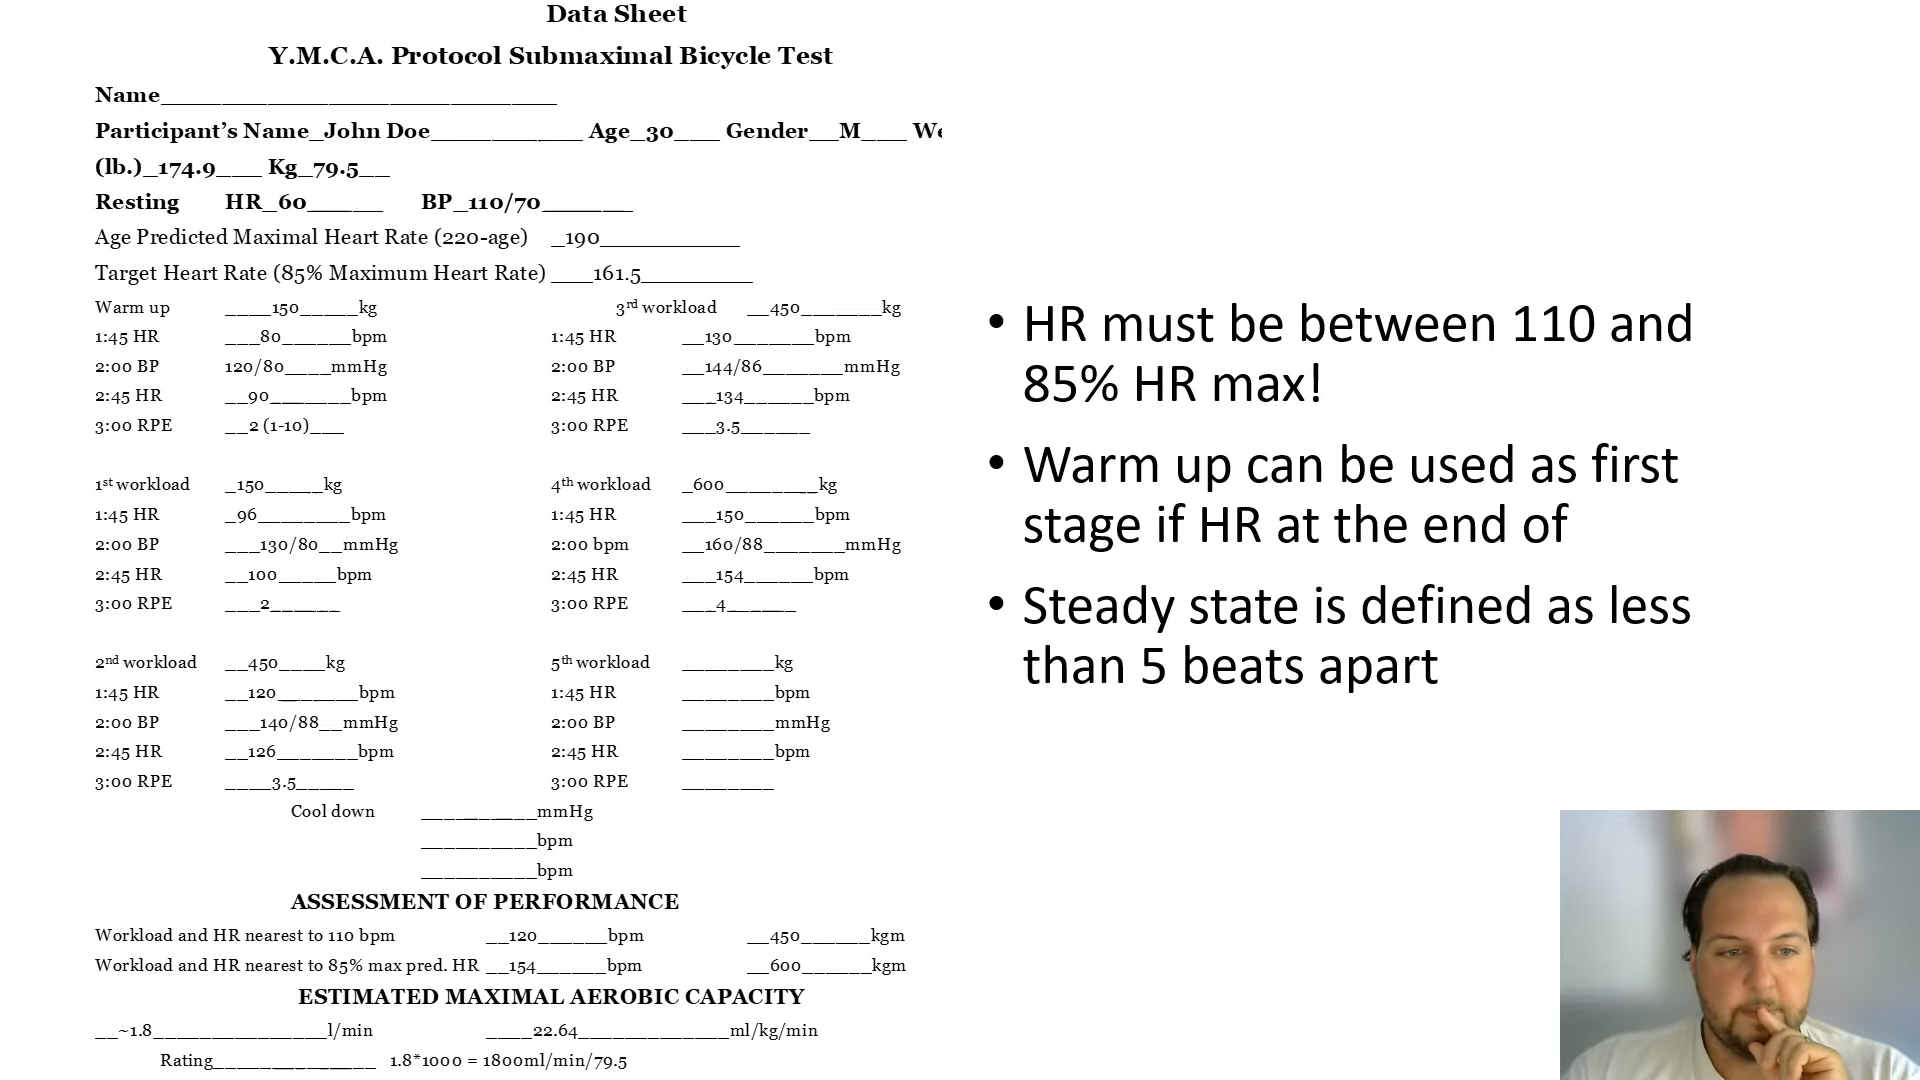 Data Sheet
Y.M.C.A. Protocol Submaximal Bicycle Test
Name__________________________
Participant’s Name_John Doe__________ Age_30___ Gender__M___ We
(lb.)_174.9___ Kg_79.5__
Resting HR_60_____ BP_110/70______
Age Predicted Maximal Heart Rate (220-age) _190____________
Target Heart Rate (85% Maximum Heart Rate) ___161.5_________
Warm up ____150_____kg
1:45 HR ___80______bpm
2:00 BP 120/80____mmHg
2:45 HR __90_______bpm
3:00 RPE __2 (1-10)___
1st workload _150_____kg
1:45 HR _96________bpm
2:00 BP ___130/80__mmHg
2:45 HR __100_____bpm
3:00 RPE ___2______
2nd workload __450____kg
1:45 HR __120_______bpm
2:00 BP ___140/88__mmHg
2:45 HR __126_______bpm
3:00 RPE ____3.5_____
3rd workload __450_______kg
1:45 HR __130_______bpm
2:00 BP __144/86_______mmHg
2:45 HR ___134______bpm
3:00 RPE ___3.5______
4th workload _600________kg
1:45 HR ___150______bpm
2:00 bpm __160/88_______mmHg
2:45 HR ___154______bpm
3:00 RPE ___4______
5th workload ________kg
1:45 HR ________bpm
2:00 BP ________mmHg
2:45 HR ________bpm
3:00 RPE ________
Cool down __________mmHg
__________bpm
__________bpm
ASSESSMENT OF PERFORMANCE
Workload and HR nearest to 110 bpm __120______bpm __450______kgm
Workload and HR nearest to 85% max pred. HR __154______bpm __600______kgm
ESTIMATED MAXIMAL AEROBIC CAPACITY
__~1.8_______________l/min ____22.64_____________ml/kg/min
Rating______________ 1.8*1000 = 1800ml/min/79.5
• HR must be between 110 and
85% HR max!
• Warm up can be used as first
stage if HR at the end of
• Steady state is defined as less
than 5 beats apart